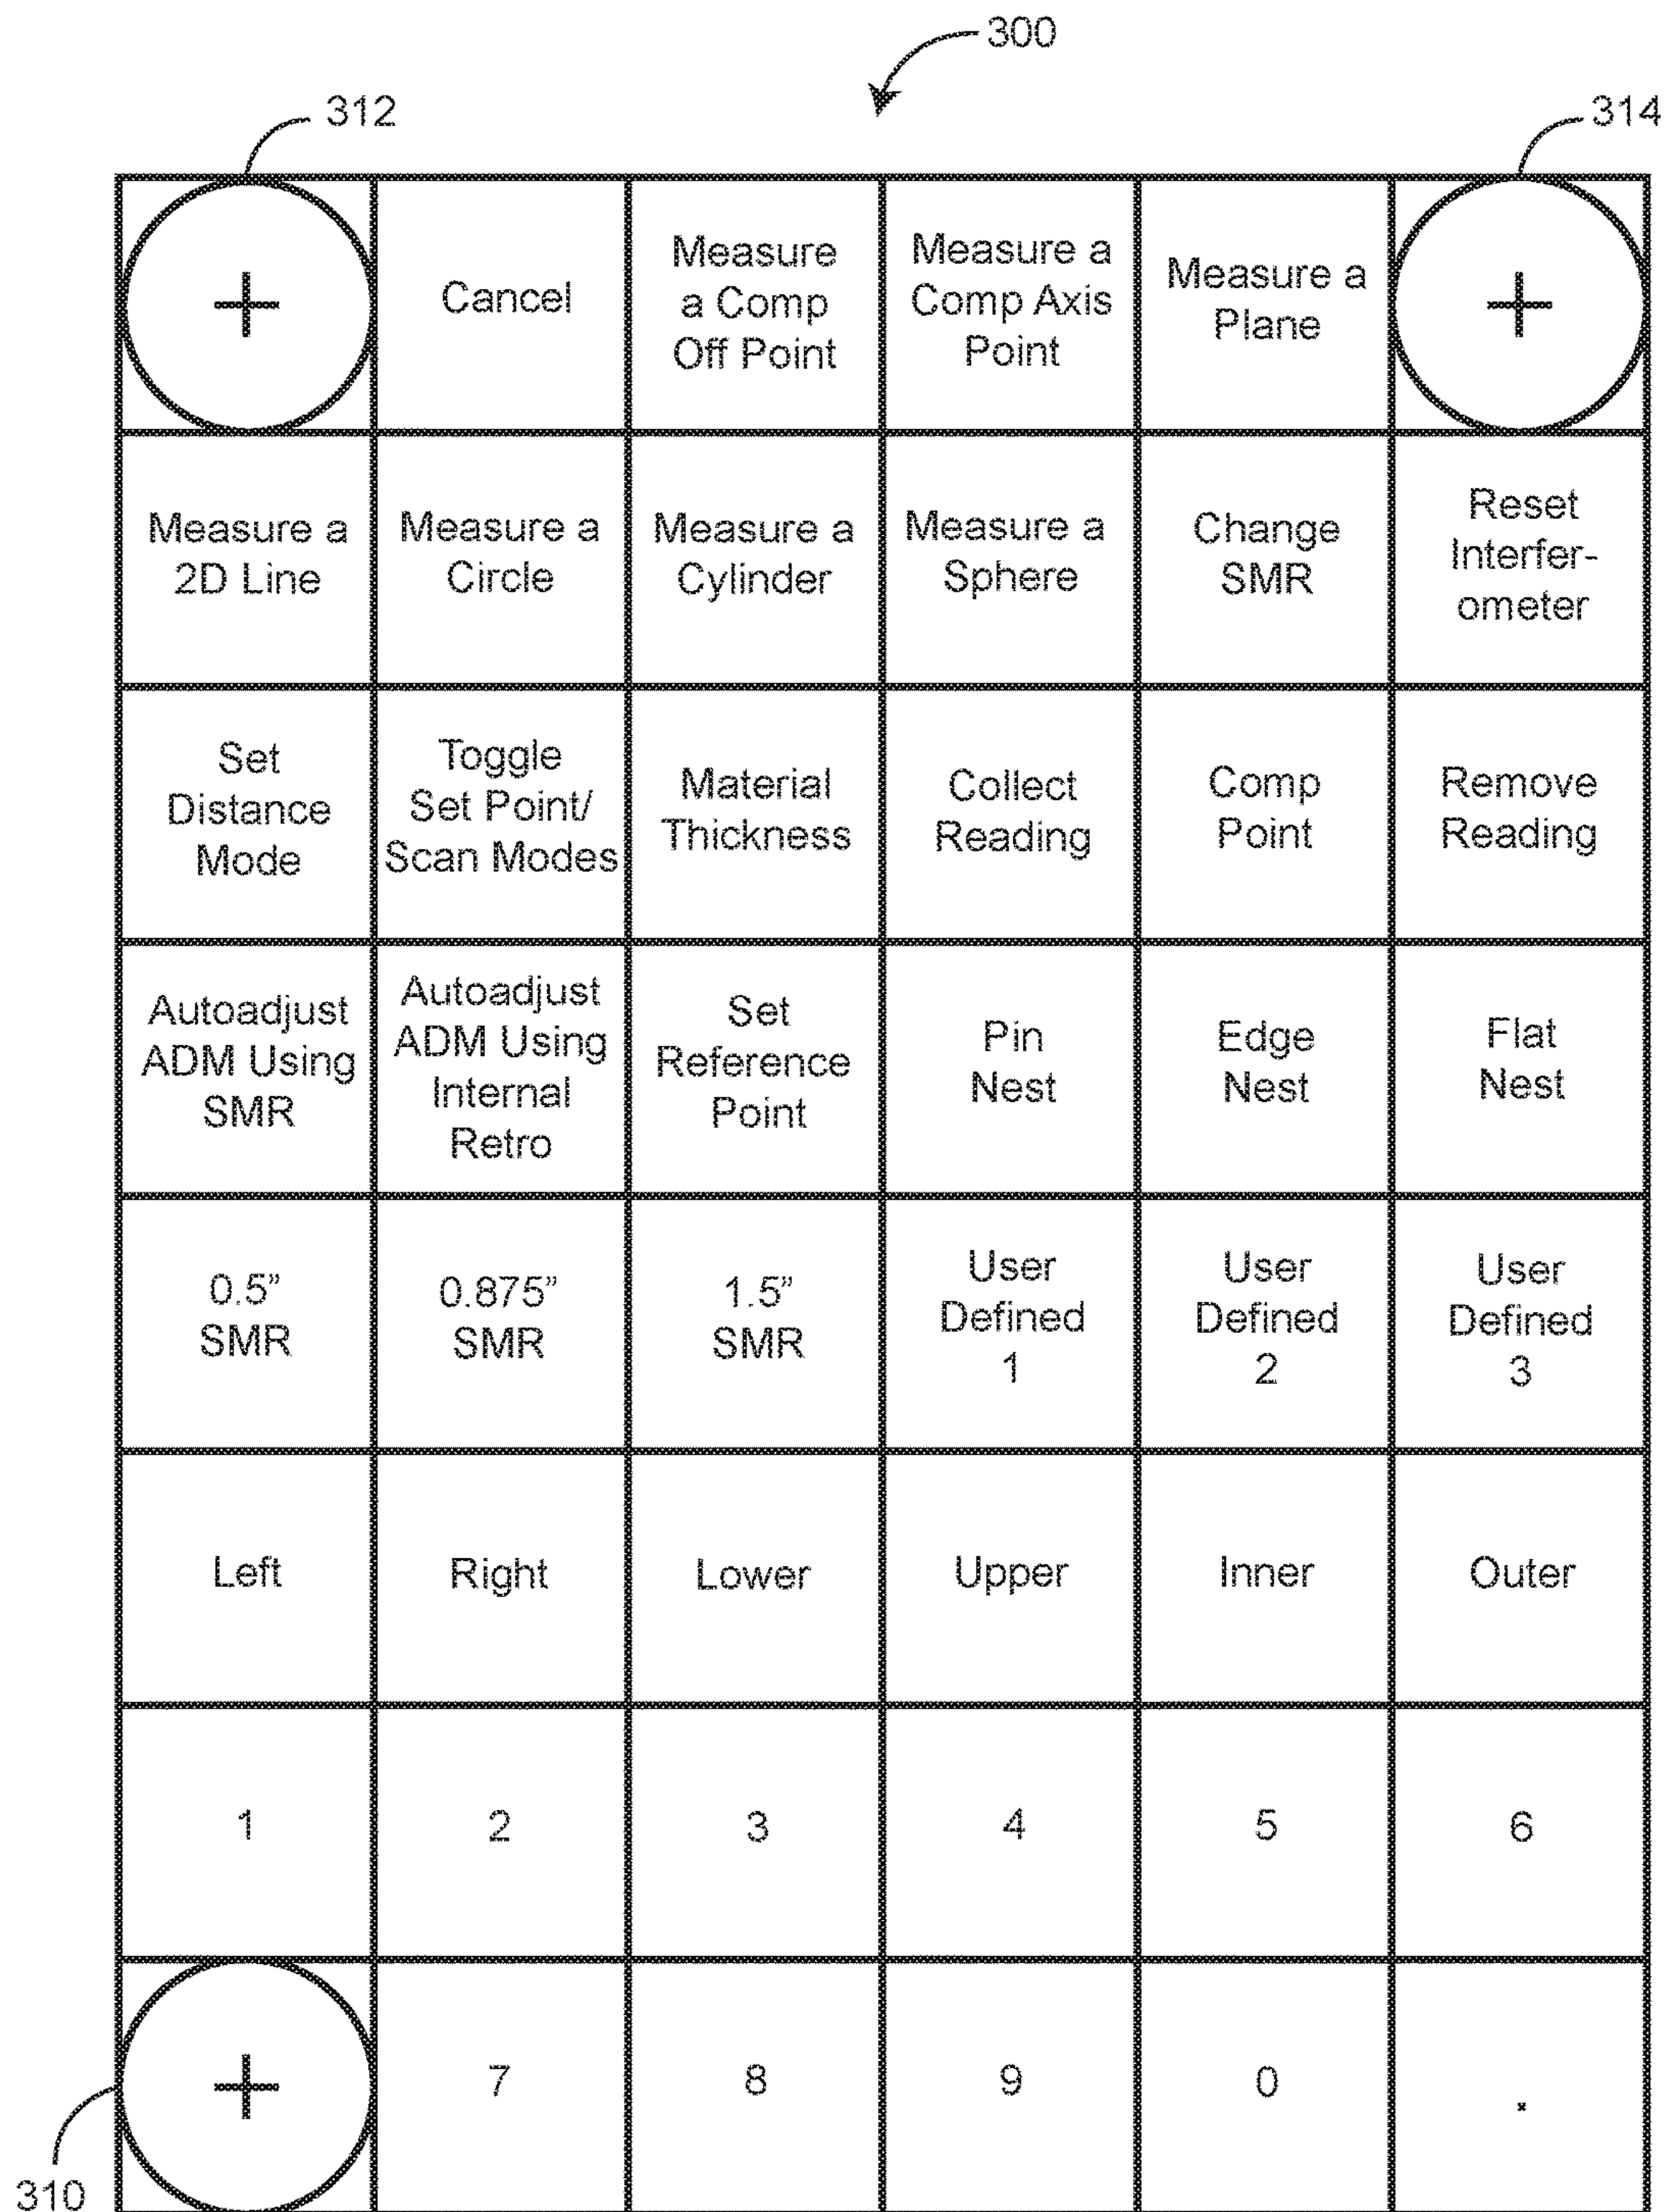 300
312
314
+
Cancel
Measure
a Comp
Off Point
Measure a
Comp Axis
Point
Measure a
Plane
+
Measure a
2D Line
Measure a
Circle
Measure a
Cylinder
Measure a
Sphere
Change
SMR
Reset
Interfer-
ometer
Set
Distance
Mode
Toggle
Set Point/
Scan Modes
Material
Thickness
Collect
Reading
Comp
Point
Remove
Reading
Autoadjust
ADM Using
SMR
Autoadjust
ADM Using
Internal
Retro
Set
Reference
Point
Pin
Nest
Edge
Nest
Flat
Nest
0.5”
SMR
0.875”
SMR
1.5”
SMR
User
Defined
1
User
Defined
2
User
Defined
3
Left
Right
Lower
Upper
Inner
Outer
1
2
3
4
5
6
+
7
8
9
0
.
310